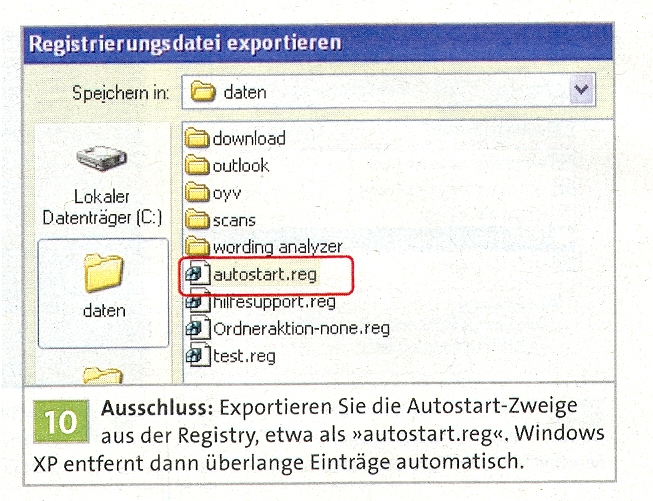 Registrierungsdatei exportieren
Speichern in: daten
Lokaler
Datenträger (C:)
daten
download
outlook
oyv
scans
wording analyzer
autostart.reg
hilfesupport.reg
Ordneraktion-none.reg
test.reg
10 Ausschluss: Exportieren Sie die Autostart-Zweige
aus der Registry, etwa als »autostart.reg«. Windows
XP entfernt dann überlange Einträge automatisch.